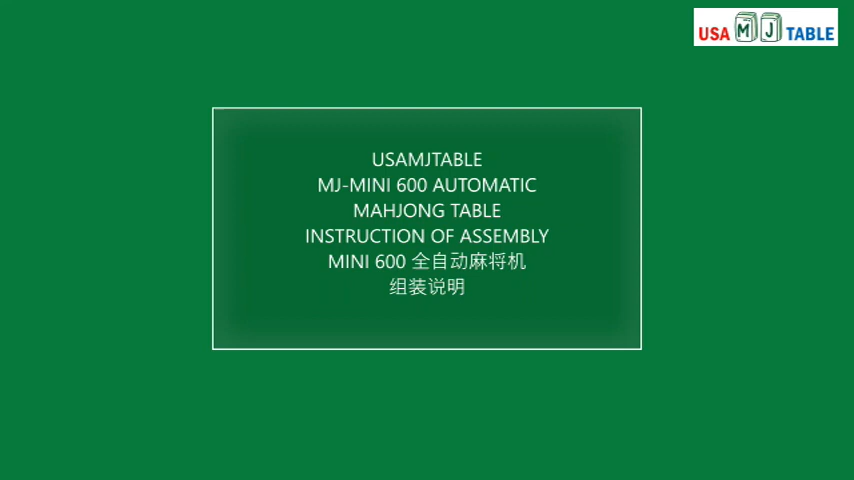 USA MJ TABLE
USAMJTABLE
MJ-MINI 600 AUTOMATIC
MAHJONG TABLE
INSTRUCTION OF ASSEMBLY
MINI 600 全自动麻将机
组装说明